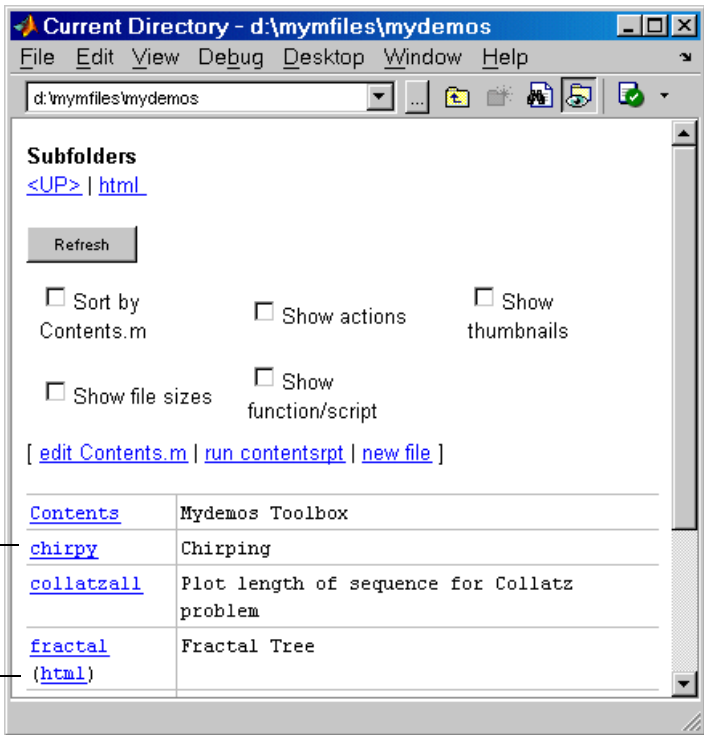 Current Directory - d:\mymfiles\mydemos
File Edit View Debug Desktop Window Help
d:\mymfiles\mydemos
...
Subfolders
<UP> | html
Refresh
Sort by
Contents.m
Show actions
Show
thumbnails
Show file sizes
Show
function/script
[ edit Contents.m | run contentsrpt | new file ]
Contents Mydemos Toolbox
chirpy Chirping
collatzall Plot length of sequence for Collatz
problem
fractal Fractal Tree
(html)